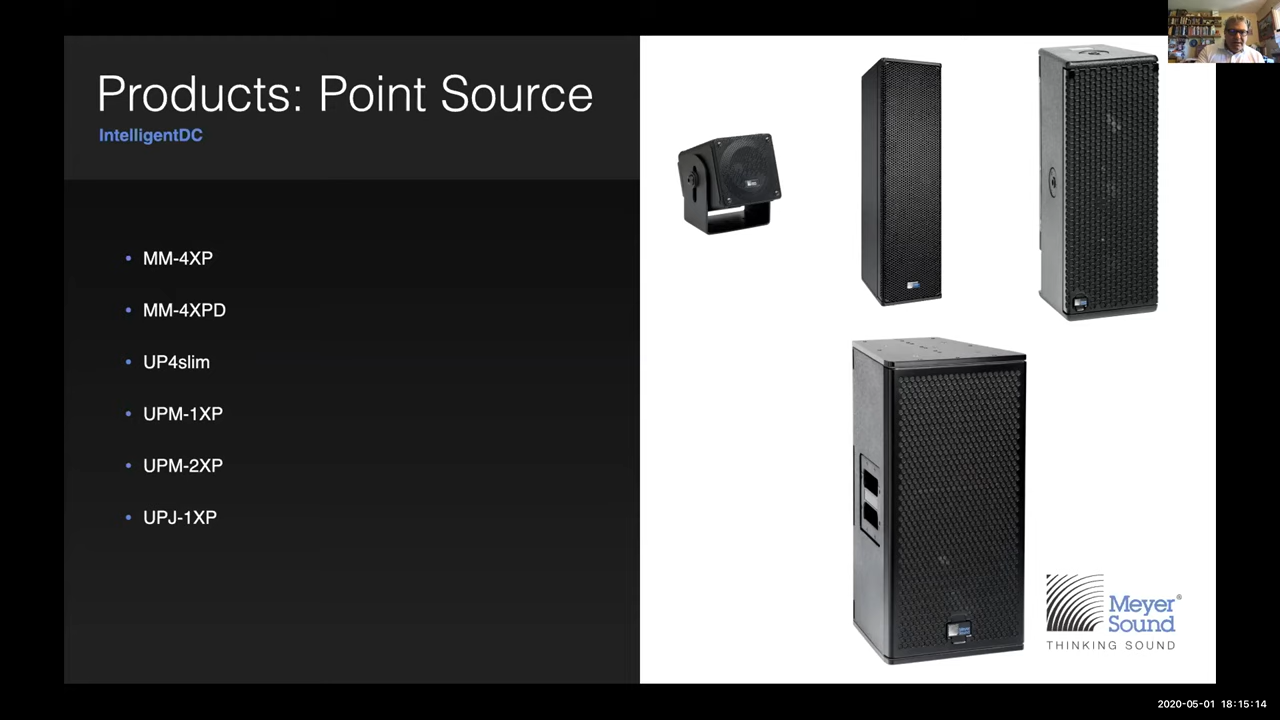 Products: Point Source
IntelligentDC
• MM-4XP
• MM-4XPD
• UP4slim
• UPM-1XP
• UPM-2XP
• UPJ-1XP
Meyer®
Sound
THINKING SOUND
2020-05-01 18:15:14